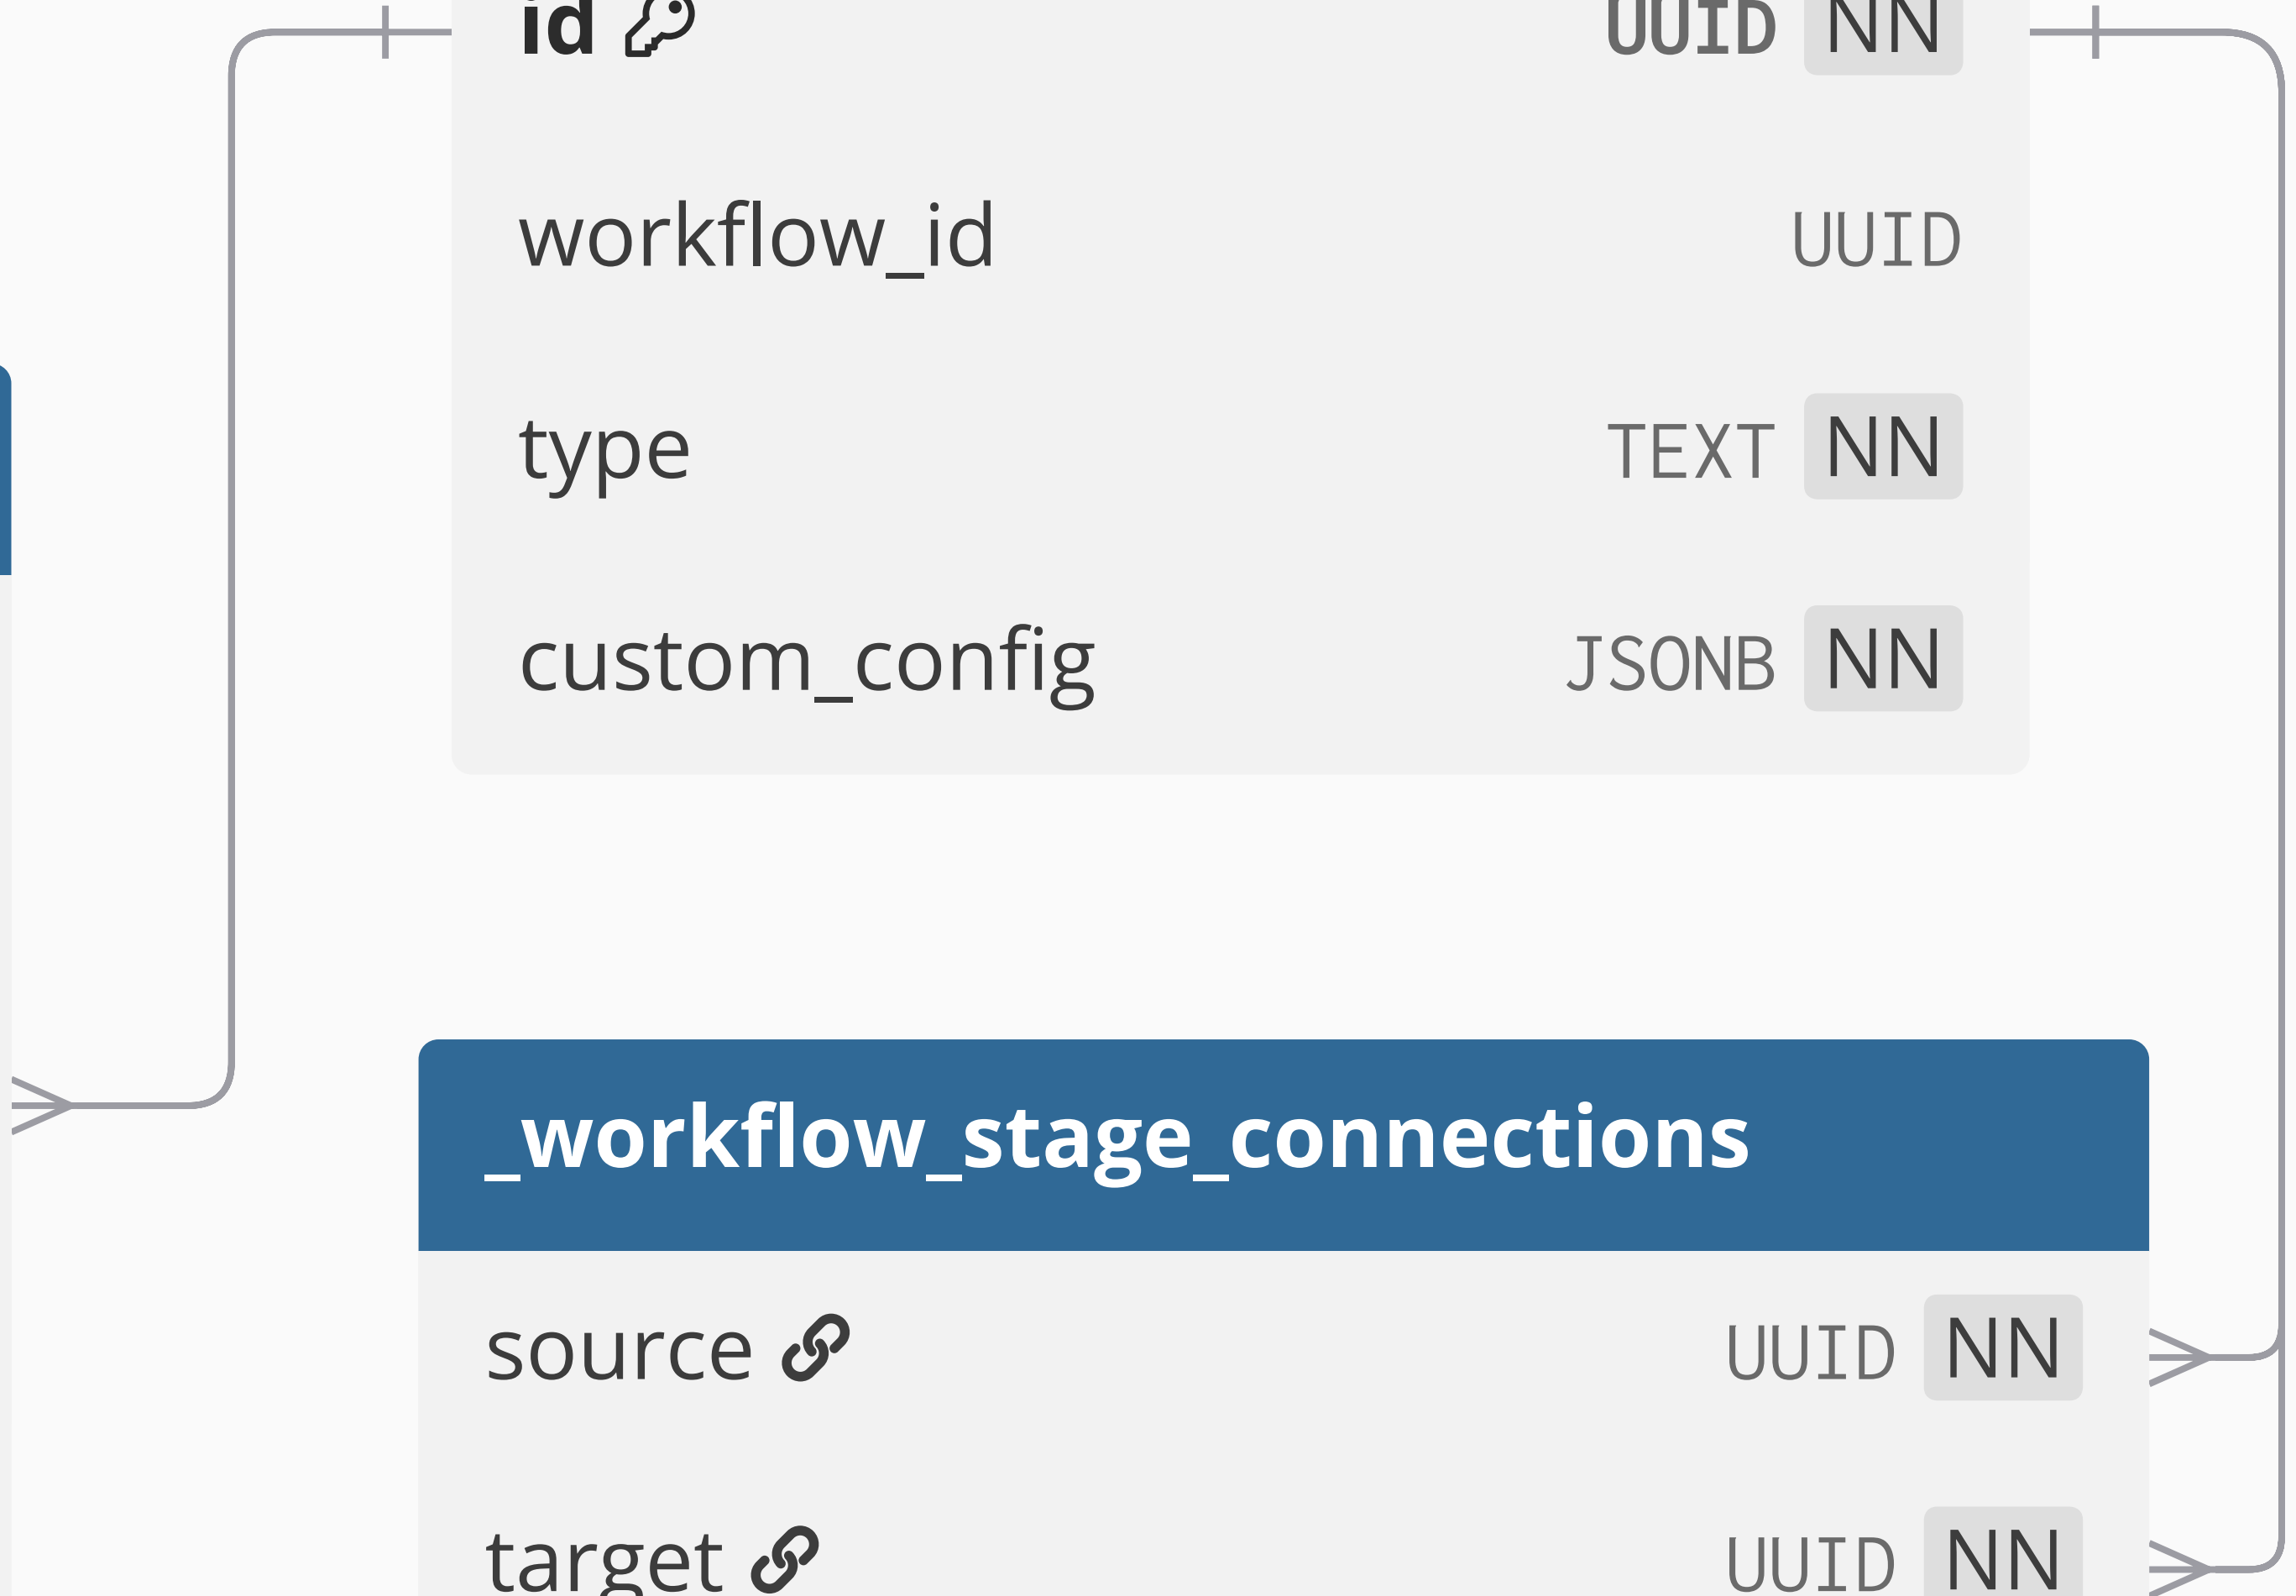 id UUID NN
workflow_id UUID
type TEXT NN
custom_config JSONB NN
_workflow_stage_connections
source UUID NN
target UUID NN